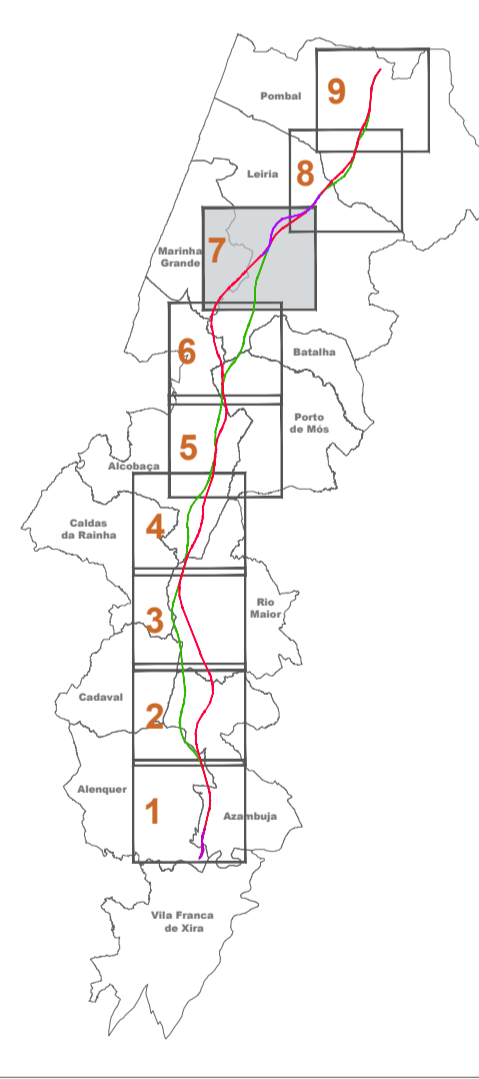 9
Pombal
8
Leiria
7
Marinha
Grande
6
Batalha
Porto
de Mós
5
Alcobaça
4
Caldas
da Rainha
Rio
Maior
3
Cadaval
2
Alenquer
1
Azambuja
Vila Franca
de Xira